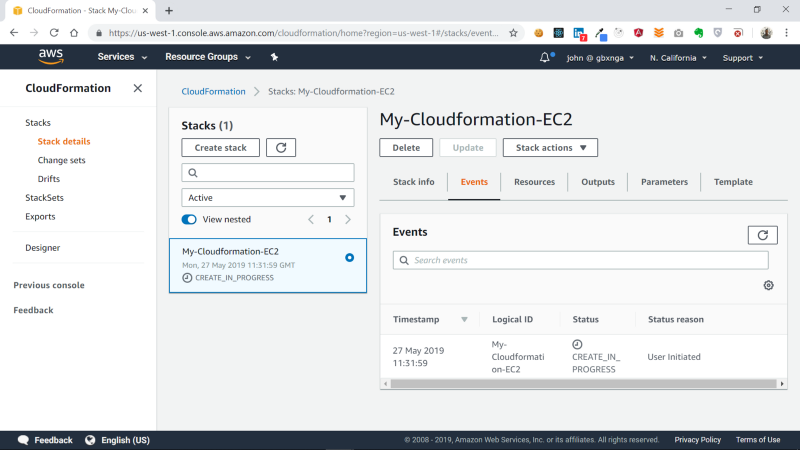 CloudFormation - Stack My-Clou
https://us-west-1.console.aws.amazon.com/cloudformation/home?region=us-west-1#/stacks/event...
aws
Services
Resource Groups
john @ gbxnga
N. California
Support
CloudFormation
Stacks
Stack details
Change sets
Drifts
StackSets
Exports
Designer
Previous console
Feedback
CloudFormation
Stacks: My-Cloudformation-EC2
Stacks (1)
Create stack
Active
View nested
1
My-Cloudformation-EC2
Mon, 27 May 2019 11:31:59 GMT
CREATE_IN_PROGRESS
My-Cloudformation-EC2
Delete
Update
Stack actions
Stack info
Events
Resources
Outputs
Parameters
Template
Events
Search events
Timestamp
Logical ID
Status
Status reason
27 May 2019
11:31:59
My-
Cloudformati
on-EC2
CREATE_IN_
PROGRESS
User Initiated
Feedback
English (US)
© 2008 - 2019, Amazon Web Services, Inc. or its affiliates. All rights reserved.
Privacy Policy
Terms of Use